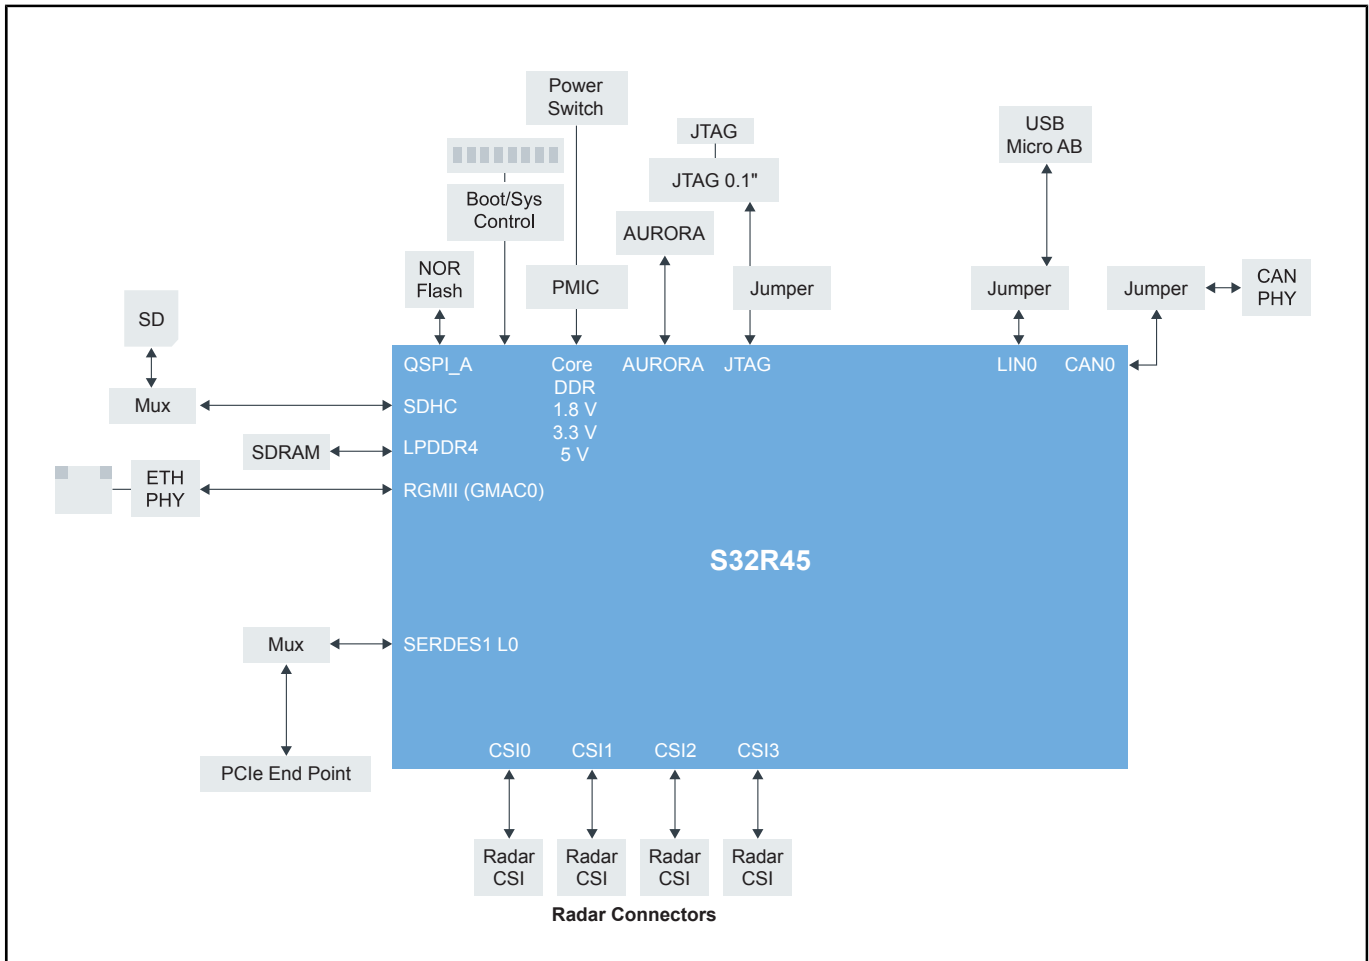 Power
Switch
JTAG
USB
Micro AB
JTAG 0.1"
Boot/Sys
Control
AURORA
NOR
Flash
PMIC
Jumper
Jumper
Jumper
CAN
PHY
SD
QSPI_A
Core
DDR
1.8 V
3.3 V
5 V
AURORA
JTAG
LIN0
CAN0
Mux
SDHC
SDRAM
LPDDR4
ETH
PHY
RGMII (GMAC0)
S32R45
Mux
SERDES1 L0
PCIe End Point
CSI0
CSI1
CSI2
CSI3
Radar
CSI
Radar
CSI
Radar
CSI
Radar
CSI
Radar Connectors